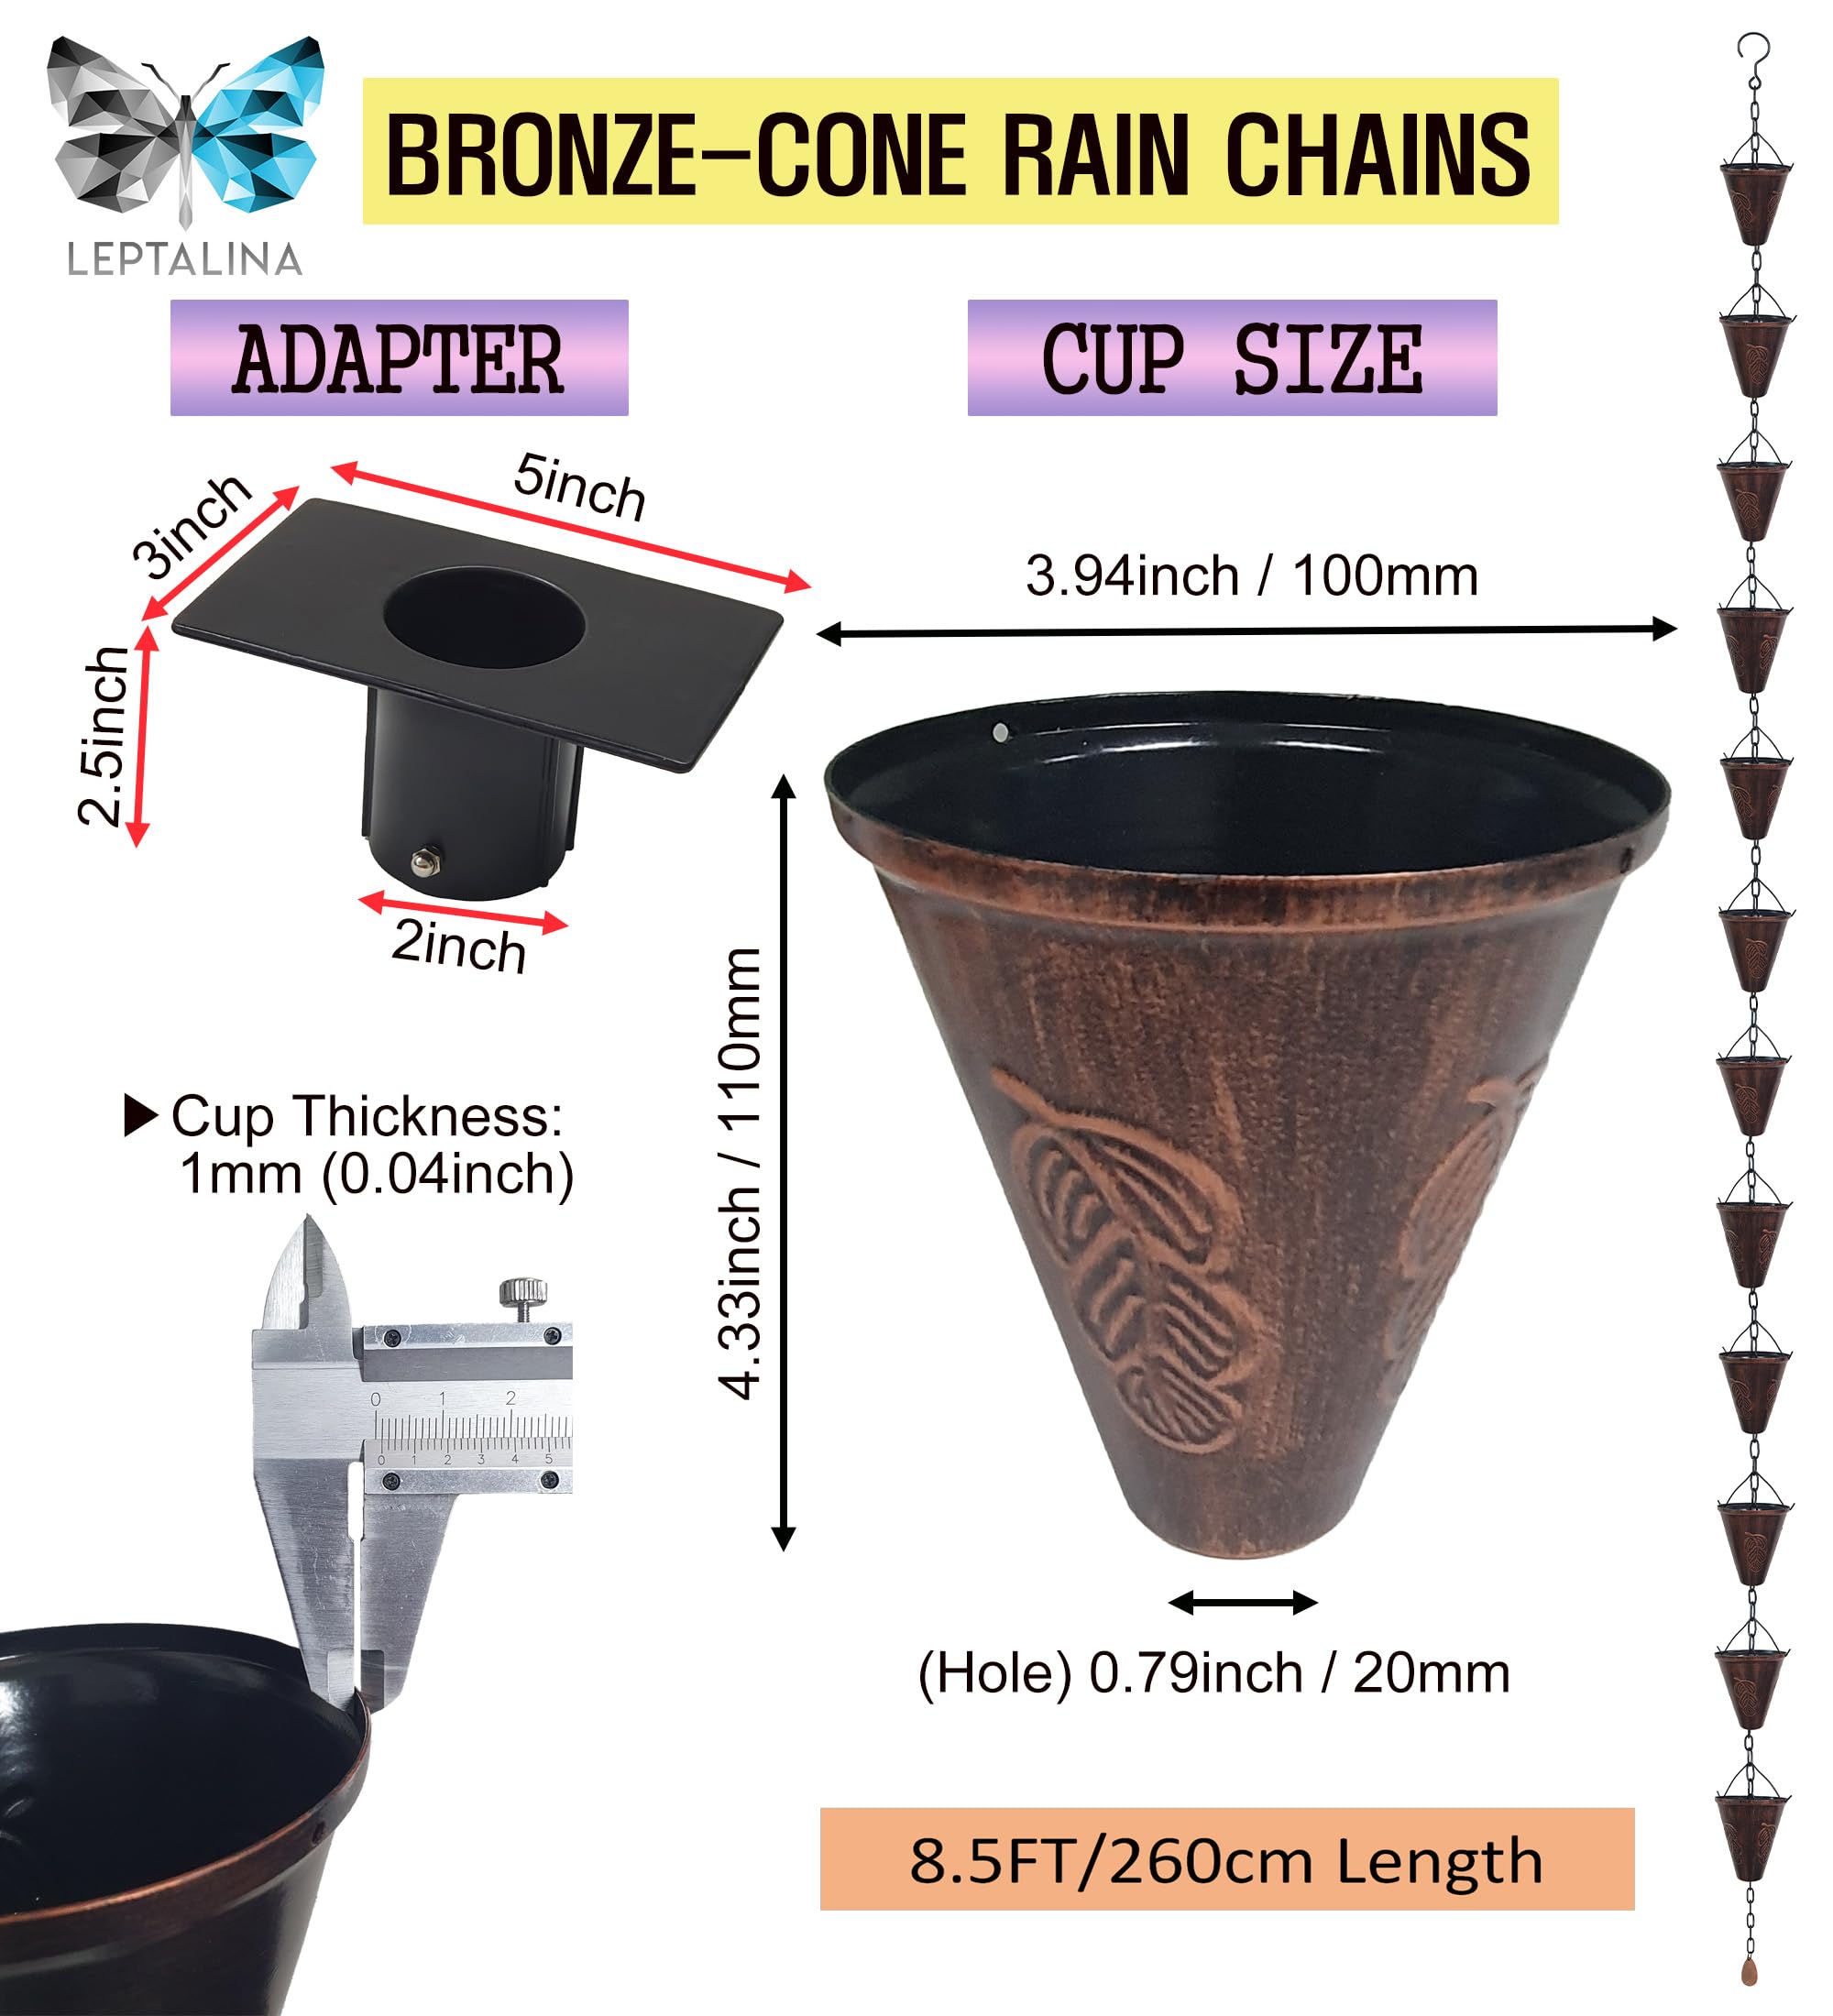 LEPTALINA
BRONZE-CONE RAIN CHAINS
ADAPTER
CUP SIZE
5inch
3inch
2.5inch
2inch
3.94inch / 100mm
4.33inch / 110mm
Cup Thickness:
1mm (0.04inch)
0 1 2
0 1 2 3 4 5
(Hole) 0.79inch / 20mm
8.5FT/260cm Length